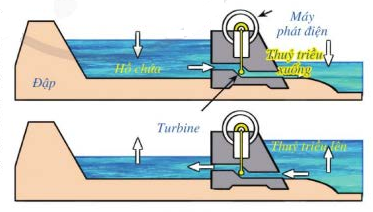 Máy
phát điện
Hồ chứa
Thuỷ triều
xuống
Đập
Turbine
Thuỷ triều lên